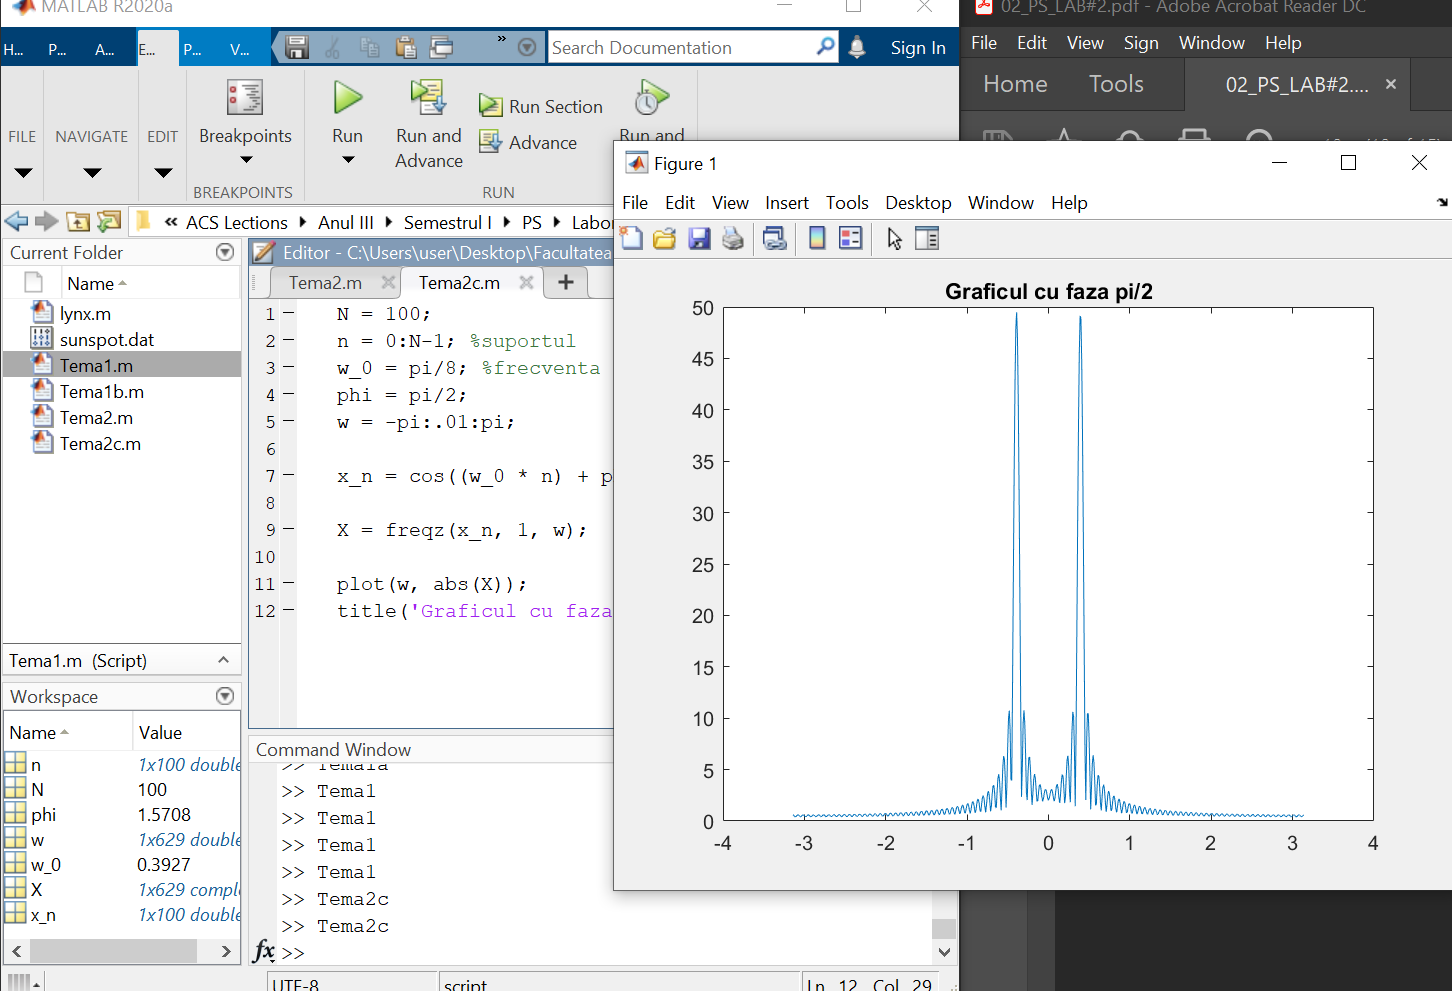 MATLAB R2020a
H... P... A... E... P... V...
»
Search Documentation
Sign In
FILE
NAVIGATE
EDIT
Breakpoints
BREAKPOINTS
Run
Run and Advance
Run Section
Advance
Run and
RUN
« ACS Lections Anul III Semestrul I PS Labo
Current Folder
Name
lynx.m
sunspot.dat
Tema1.m
Tema1b.m
Tema2.m
Tema2c.m
Tema1.m (Script)
Workspace
Name Value
n 1x100 double
N 100
phi 1.5708
w 1x629 double
w_0 0.3927
X 1x629 compl
x_n 1x100 double
Editor - C:\Users\user\Desktop\Facultatea
Tema2.m
Tema2c.m
1 N = 100;
2 n = 0:N-1; %suportul
3 w_0 = pi/8; %frecventa
4 phi = pi/2;
5 w = -pi:.01:pi;
6
7 x_n = cos((w_0 * n) + p
8
9 X = freqz(x_n, 1, w);
10
11 plot(w, abs(X));
12 title('Graficul cu faza
Command Window
>> Tema1a
>> Tema1
>> Tema1
>> Tema1
>> Tema1
>> Tema2c
>> Tema2c
fx >>
UTF-8
script
Ln 12 Col 29
02_PS_LAB#2.pdf - Adobe Acrobat Reader DC
File Edit View Sign Window Help
Home Tools 02_PS_LAB#2....
Figure 1
File Edit View Insert Tools Desktop Window Help
Graficul cu faza pi/2
50
45
40
35
30
25
20
15
10
5
0
-4 -3 -2 -1 0 1 2 3 4